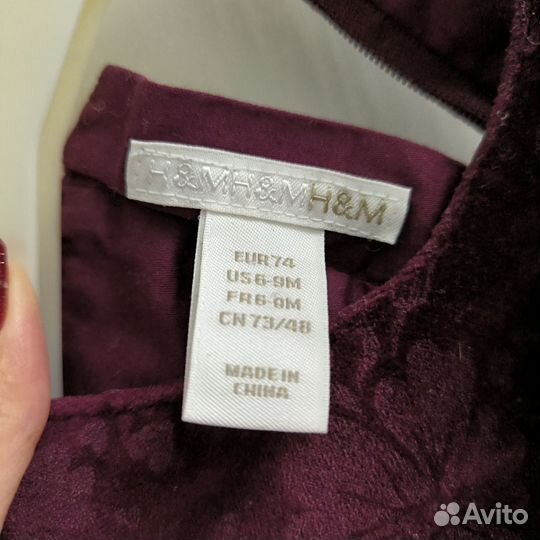 H&MH&MH&M
EUR 74
US 6-9M
FR 6-9M
CN 73/48
MADE IN
CHINA
Avito